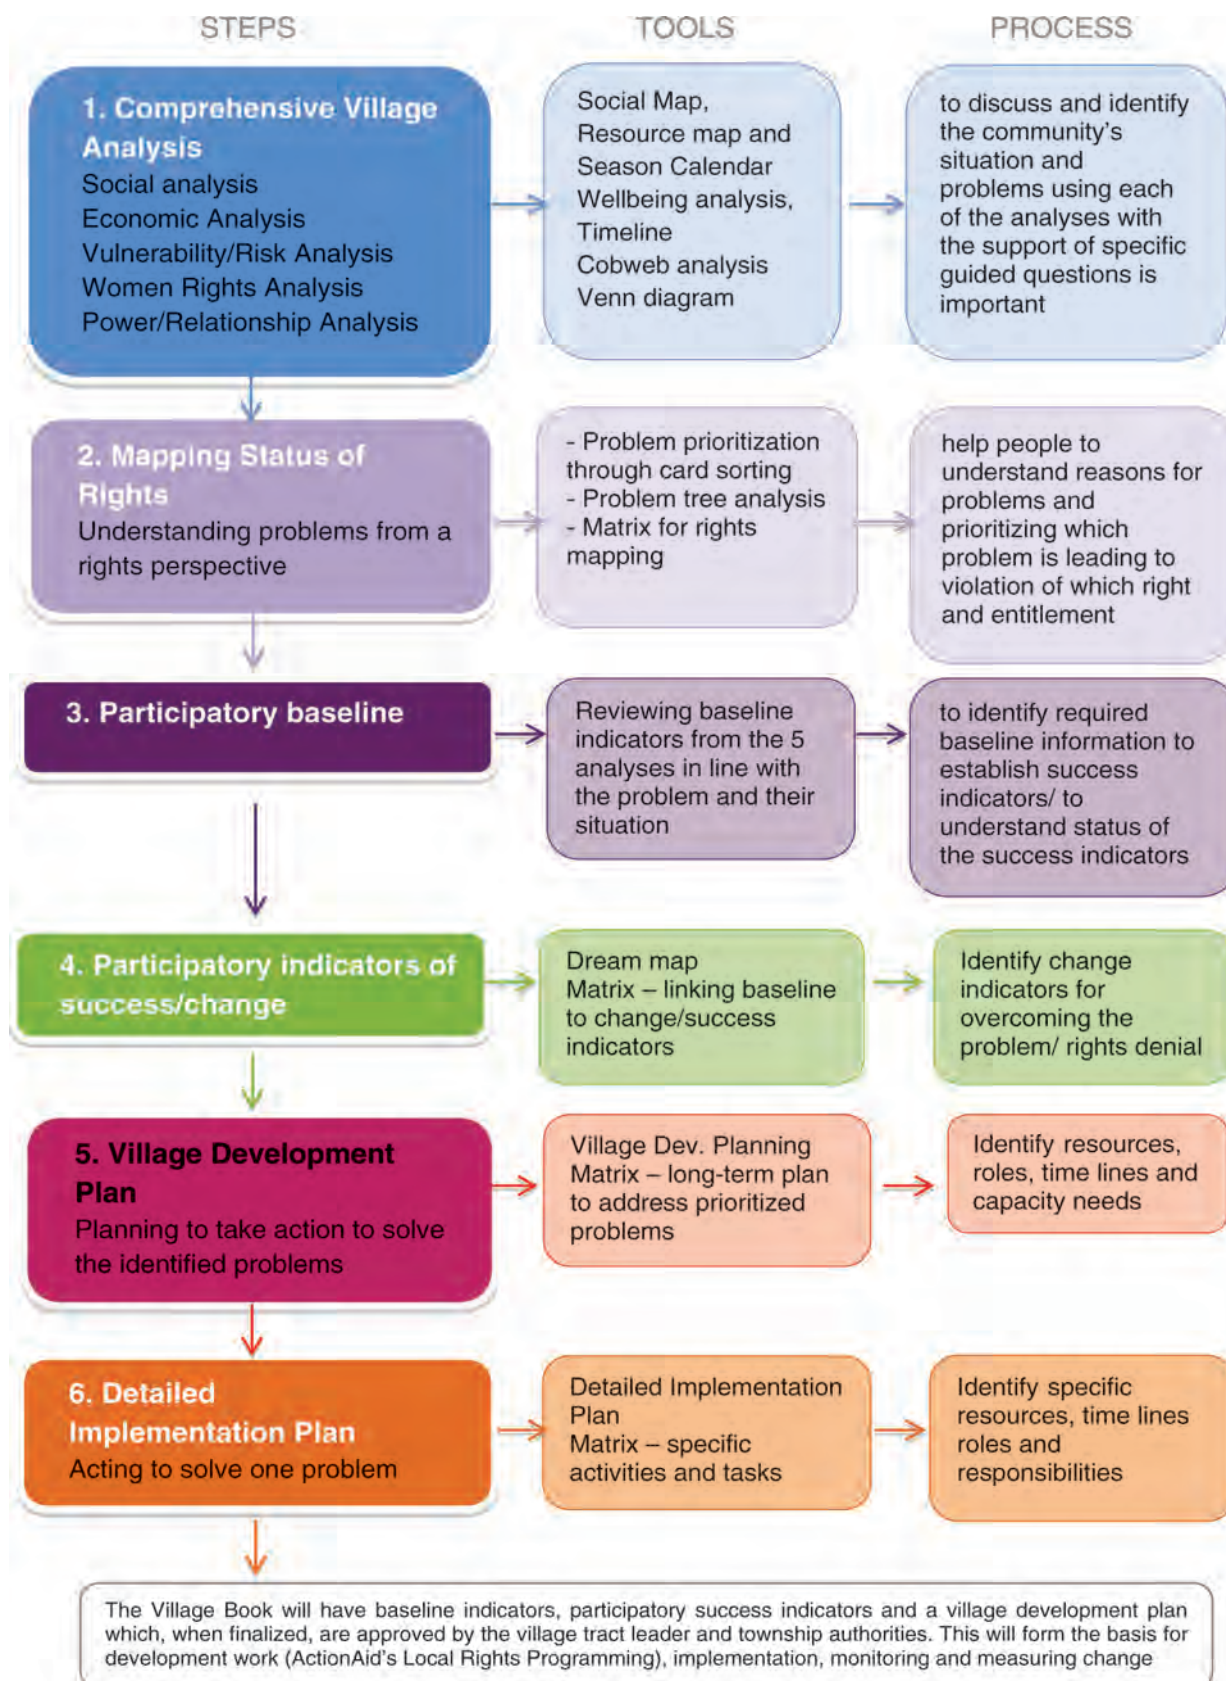 STEPS
TOOLS
PROCESS
1. Comprehensive Village
Analysis
Social analysis
Economic Analysis
Vulnerability/Risk Analysis
Women Rights Analysis
Power/Relationship Analysis
Social Map,
Resource map and
Season Calendar
Wellbeing analysis,
Timeline
Cobweb analysis
Venn diagram
to discuss and identify
the community's
situation and
problems using each
of the analyses with
the support of specific
guided questions is
important
2. Mapping Status of
Rights
Understanding problems from a
rights perspective
- Problem prioritization
through card sorting
- Problem tree analysis
- Matrix for rights
mapping
help people to
understand reasons for
problems and
prioritizing which
problem is leading to
violation of which right
and entitlement
3. Participatory baseline
Reviewing baseline
indicators from the 5
analyses in line with
the problem and their
situation
to identify required
baseline information to
establish success
indicators/ to
understand status of
the success indicators
4. Participatory indicators of
success/change
Dream map
Matrix – linking baseline
to change/success
indicators
Identify change
indicators for
overcoming the
problem/ rights denial
5. Village Development
Plan
Planning to take action to solve
the identified problems
Village Dev. Planning
Matrix – long-term plan
to address prioritized
problems
Identify resources,
roles, time lines and
capacity needs
6. Detailed
Implementation Plan
Acting to solve one problem
Detailed Implementation
Plan
Matrix – specific
activities and tasks
Identify specific
resources, time lines
roles and
responsibilities
The Village Book will have baseline indicators, participatory success indicators and a village development plan
which, when finalized, are approved by the village tract leader and township authorities. This will form the basis for
development work (ActionAid's Local Rights Programming), implementation, monitoring and measuring change